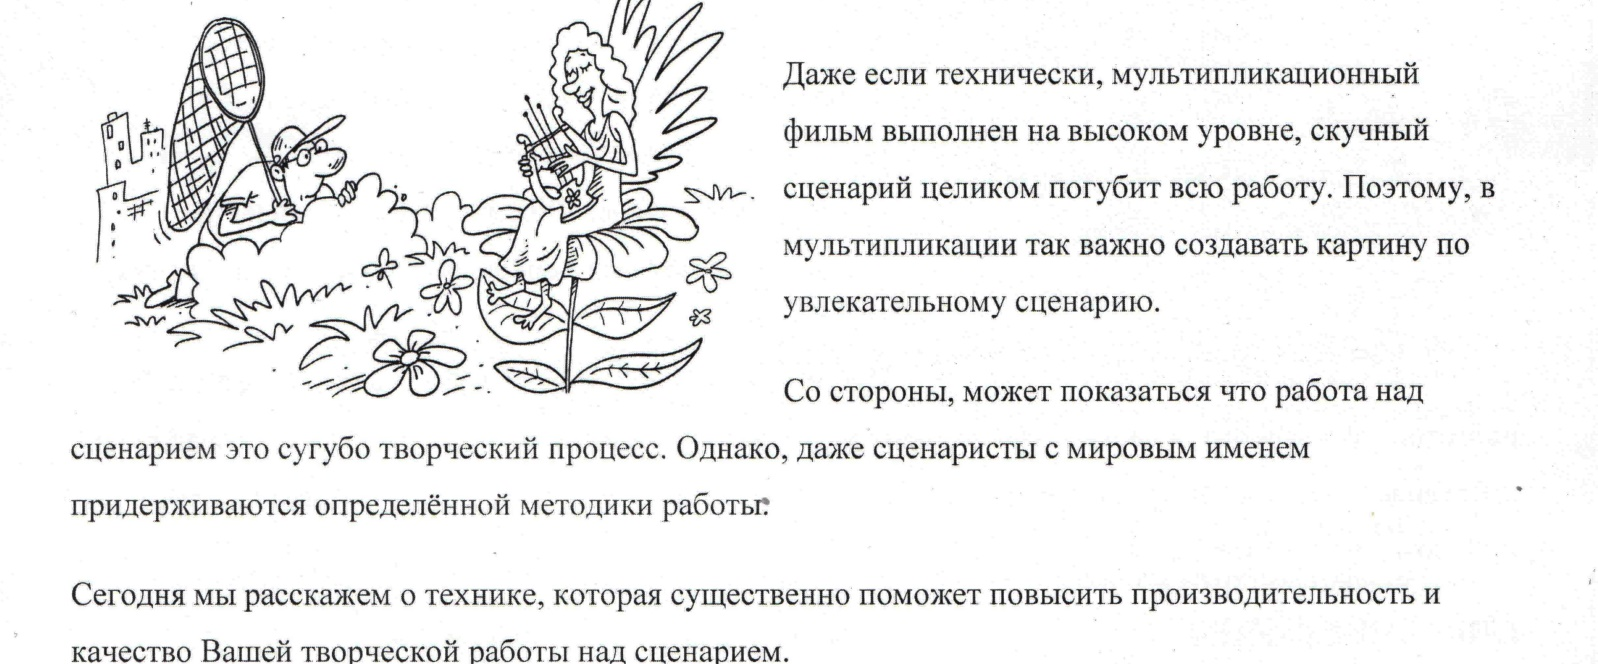 Даже если технически, мультипликационный
фильм выполнен на высоком уровне, скучный
сценарий целиком погубит всю работу. Поэтому, в
мультипликации так важно создавать картину по
увлекательному сценарию.
Со стороны, может показаться что работа над
сценарием это сугубо творческий процесс. Однако, даже сценаристы с мировым именем
придерживаются определённой методики работы.
Сегодня мы расскажем о технике, которая существенно поможет повысить производительность и
качество Вашей творческой работы над сценарием.